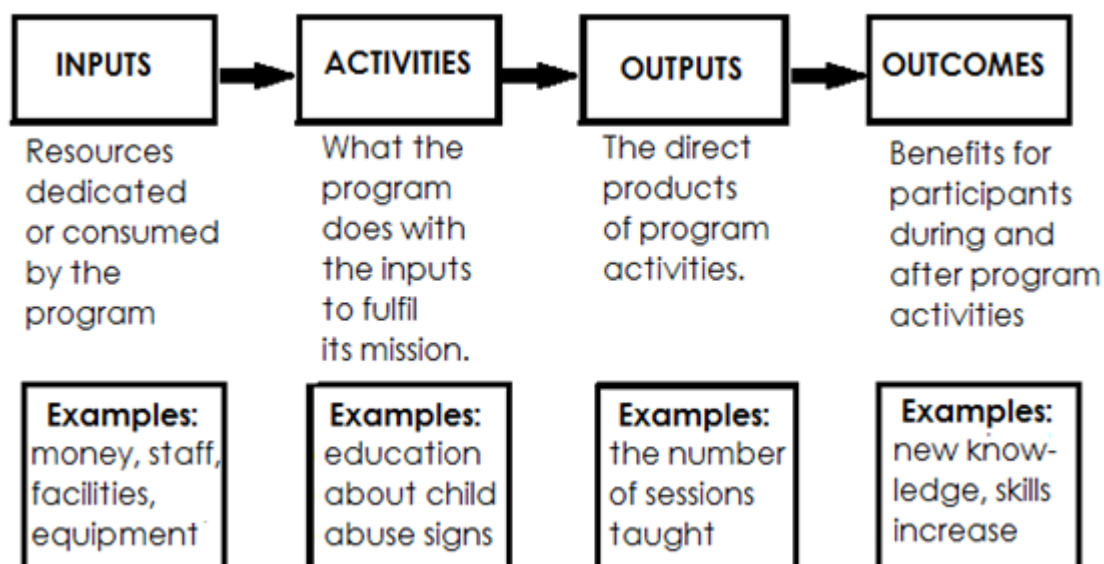 INPUTS
ACTIVITIES
OUTPUTS
OUTCOMES
Resources
dedicated
or consumed
by the
program
What the
program
does with
the inputs
to fulfil
its mission.
The direct
products
of program
activities.
Benefits for
participants
during and
after program
activities
Examples:
money, staff,
facilities,
equipment
Examples:
education
about child
abuse signs
Examples:
the number
of sessions
taught
Examples:
new know-
ledge, skills
increase